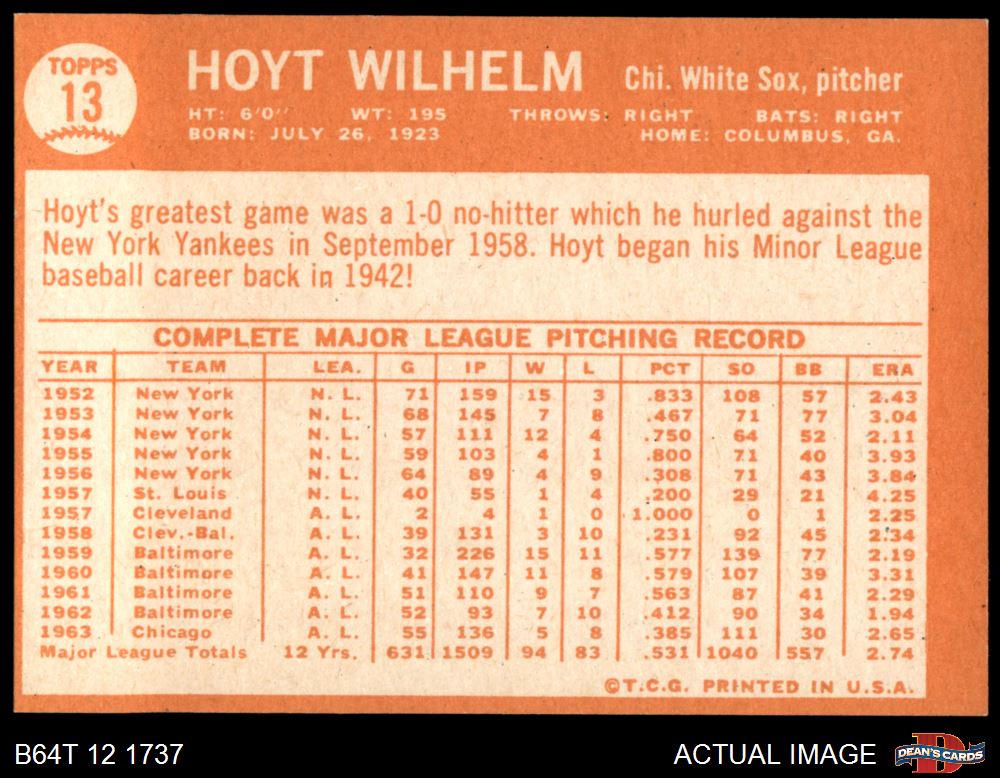 TOPPS
13
HOYT WILHELM Chi. White Sox, pitcher
HT: 6'0" WT: 195 THROWS: RIGHT BATS: RIGHT
BORN: JULY 26, 1923 HOME: COLUMBUS, GA.
Hoyt's greatest game was a 1-0 no-hitter which he hurled against the
New York Yankees in September 1958. Hoyt began his Minor League
baseball career back in 1942!
COMPLETE MAJOR LEAGUE PITCHING RECORD
YEAR TEAM LEA. G IP W L PCT SO BB ERA
1952 New York N. L. 71 159 15 3 .833 108 57 2.43
1953 New York N. L. 68 145 7 8 .467 71 77 3.04
1954 New York N. L. 57 111 12 4 .750 64 52 2.11
1955 New York N. L. 59 103 4 1 .800 71 40 3.93
1956 New York N. L. 64 89 4 9 .308 71 43 3.84
1957 St. Louis N. L. 40 55 1 4 .200 29 21 4.25
1957 Cleveland A. L. 2 4 1 0 1.000 0 1 2.25
1958 Clev.-Bal. A. L. 39 131 3 10 .231 92 45 2.34
1959 Baltimore A. L. 32 226 15 11 .577 139 77 2.19
1960 Baltimore A. L. 41 147 11 8 .579 107 39 3.31
1961 Baltimore A. L. 51 110 9 7 .563 87 41 2.29
1962 Baltimore A. L. 52 93 7 10 .412 90 34 1.94
1963 Chicago A. L. 55 136 5 8 .385 111 30 2.65
Major League Totals 12 Yrs. 631 1509 94 83 .531 1040 557 2.74
©T.C.G. PRINTED IN U.S.A.
B64T 12 1737 ACTUAL IMAGE DEAN'S CARDS